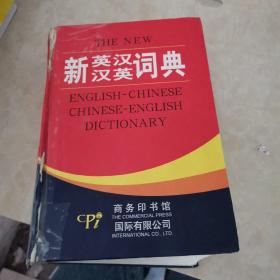 THE NEW
新英汉汉英词典
ENGLISH-CHINESE
CHINESE-ENGLISH
DICTIONARY
CPi
商务印书馆
THE COMMERCIAL PRESS
国际有限公司
INTERNATIONAL CO., LTD.